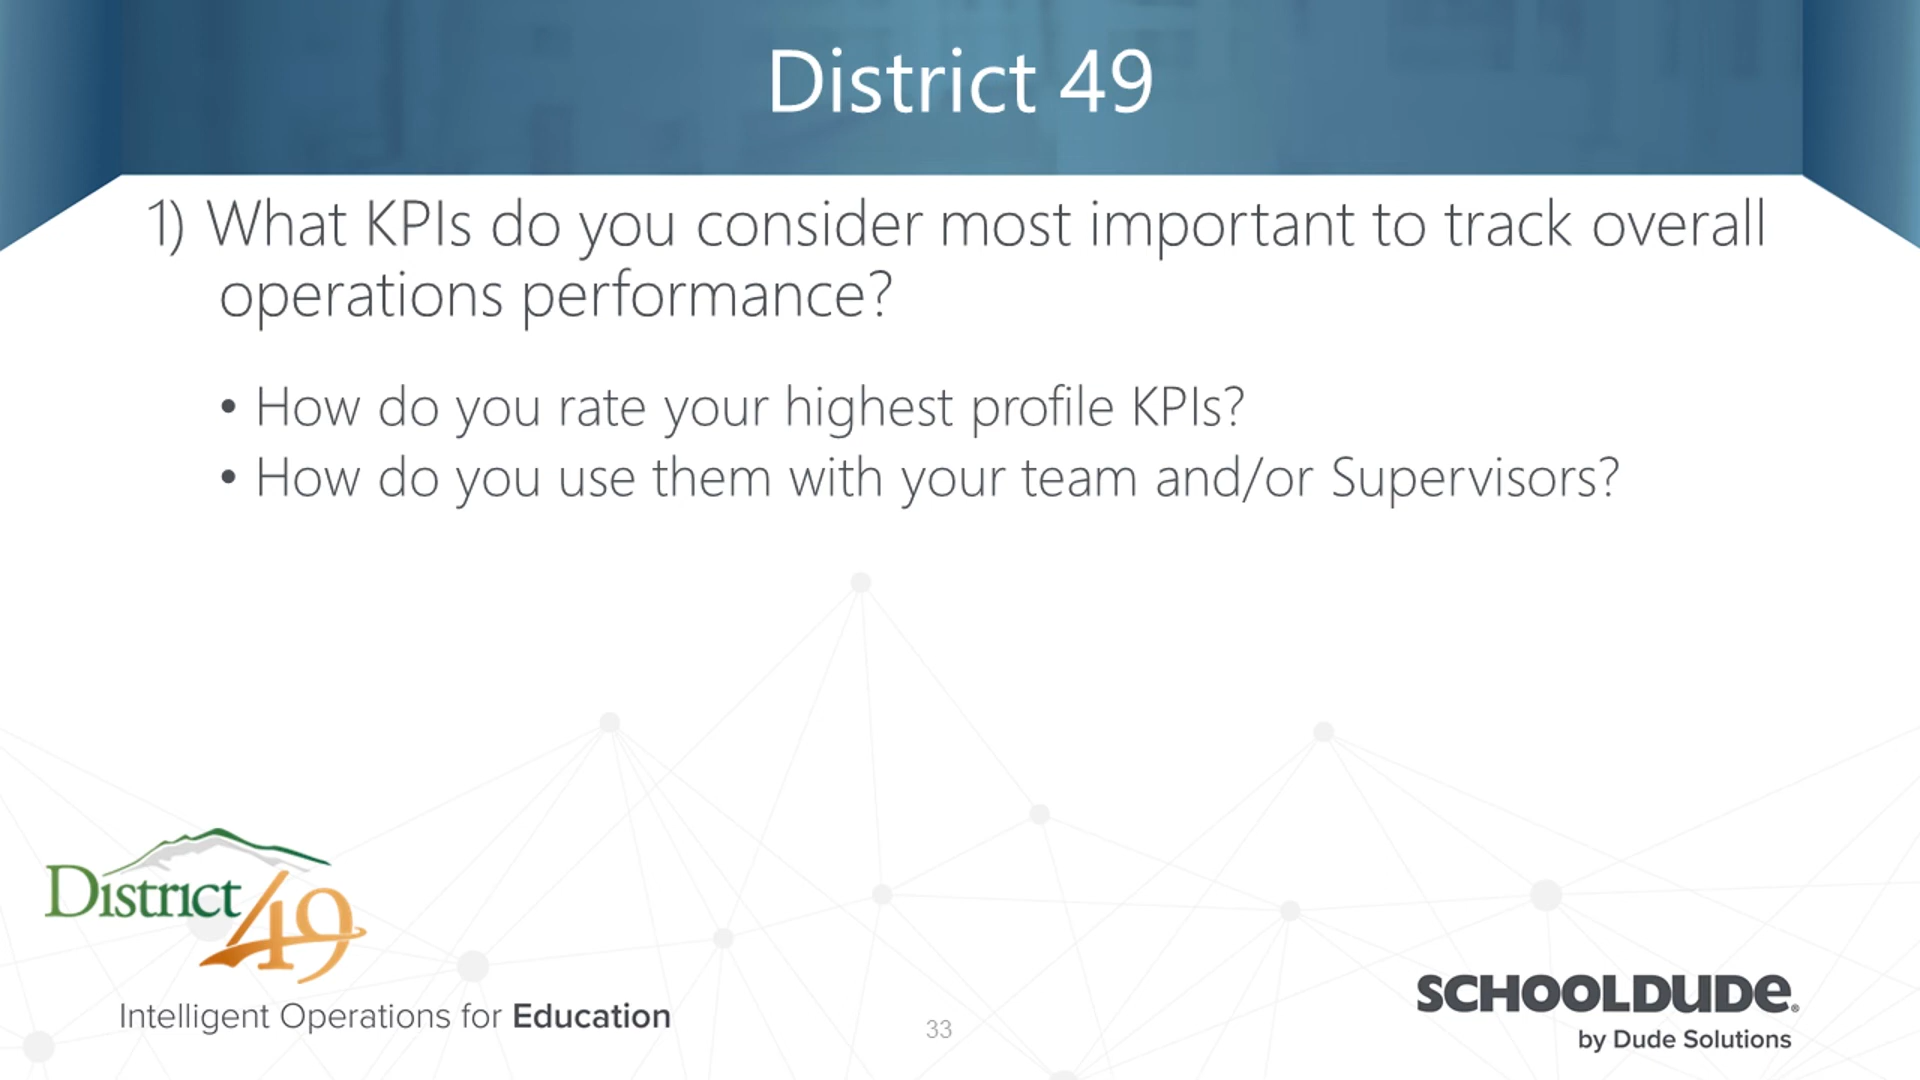 District 49
1) What KPIs do you consider most important to track overall
operations performance?
• How do you rate your highest profile KPIs?
• How do you use them with your team and/or Supervisors?
District 49
Intelligent Operations for Education
33
SCHOOLDUDE®
by Dude Solutions